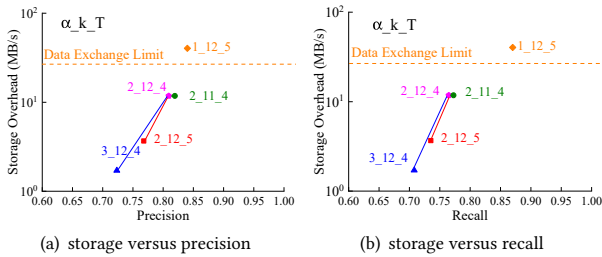 α_k_T
1_12_5
Data Exchange Limit
2_12_4
2_11_4
2_12_5
3_12_4
Storage Overhead (MB/s)
10²
10¹
10⁰
0.60 0.65 0.70 0.75 0.80 0.85 0.90 0.95 1.00
Precision
(a) storage versus precision
α_k_T
1_12_5
Data Exchange Limit
2_12_4
2_11_4
2_12_5
3_12_4
Storage Overhead (MB/s)
10²
10¹
10⁰
0.60 0.65 0.70 0.75 0.80 0.85 0.90 0.95 1.00
Recall
(b) storage versus recall